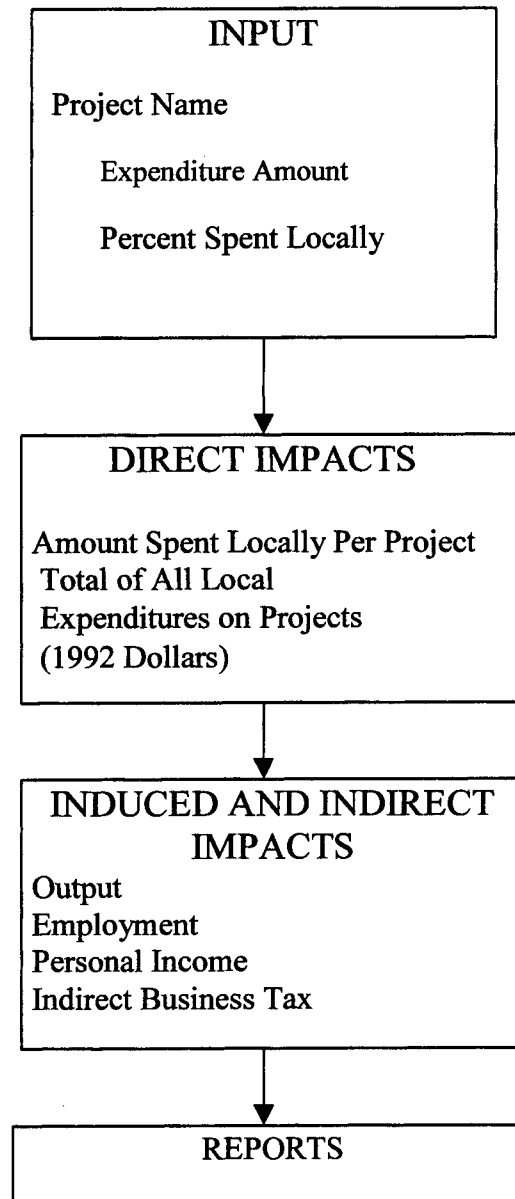 INPUT
Project Name
Expenditure Amount
Percent Spent Locally
DIRECT IMPACTS
Amount Spent Locally Per Project
Total of All Local
Expenditures on Projects
(1992 Dollars)
INDUCED AND INDIRECT
IMPACTS
Output
Employment
Personal Income
Indirect Business Tax
REPORTS